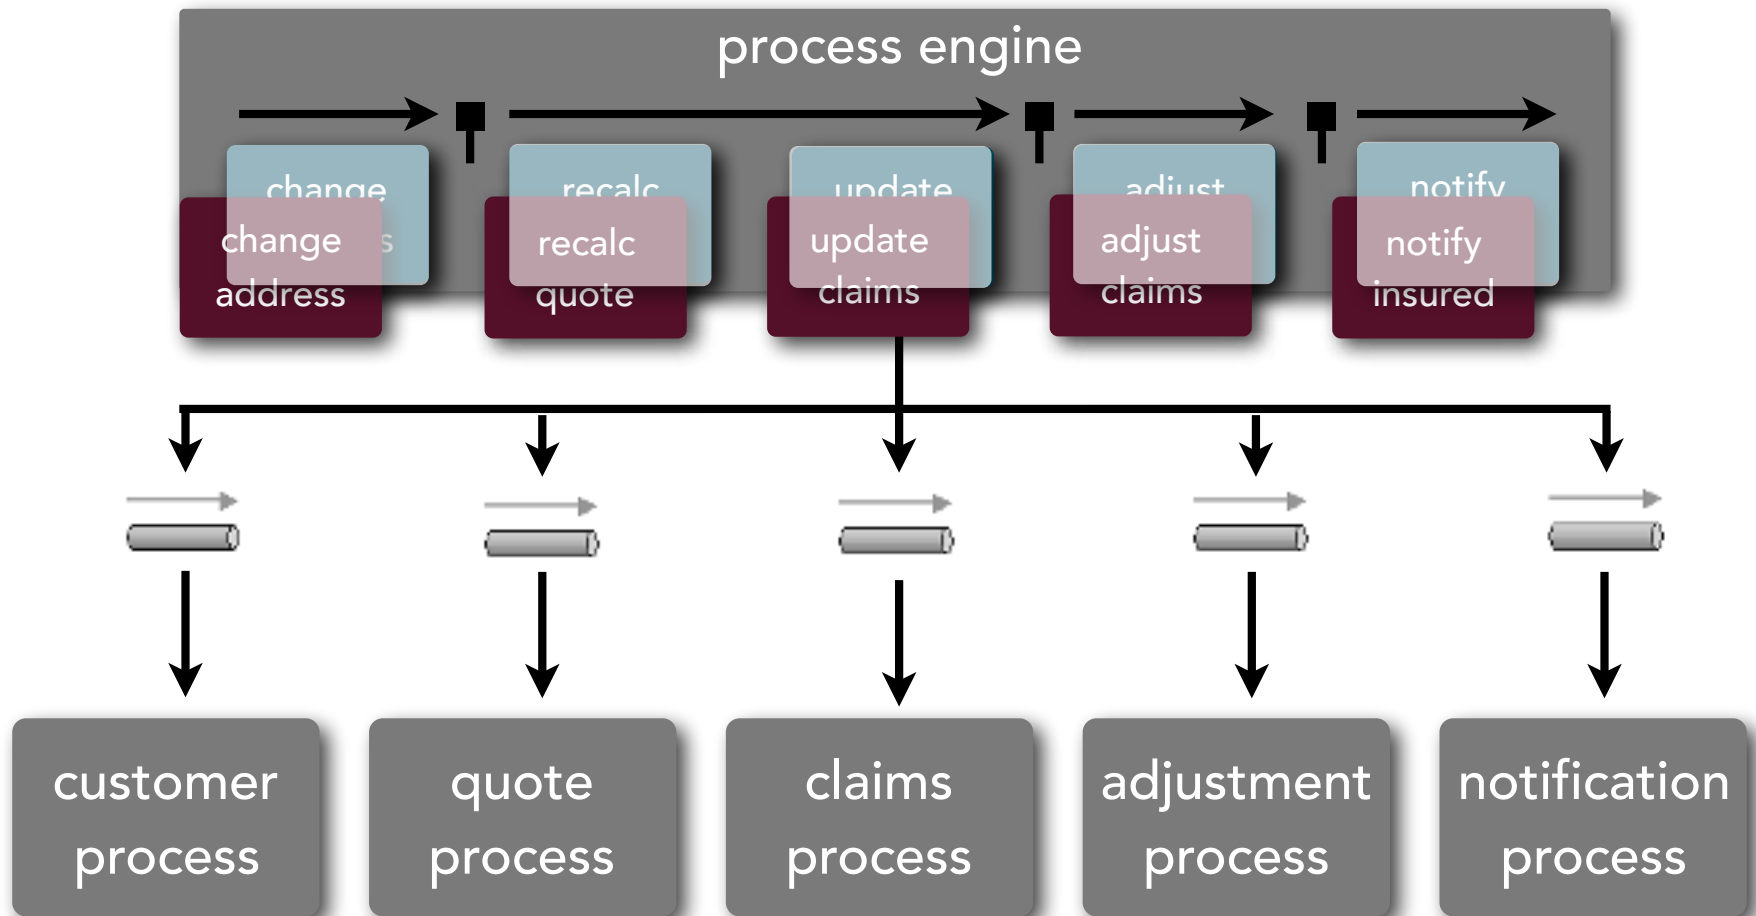 process engine
change
s
recalc
update
adjust
notify
change
address
recalc
quote
update
claims
adjust
claims
notify
insured
customer
process
quote
process
claims
process
adjustment
process
notification
process